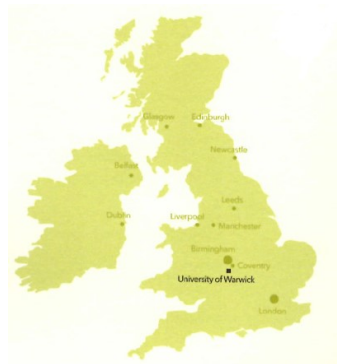 Glasgow
Edinburgh
Newcastle
Belfast
Leeds
Dublin
Liverpool
Manchester
Birmingham
Coventry
University of Warwick
London